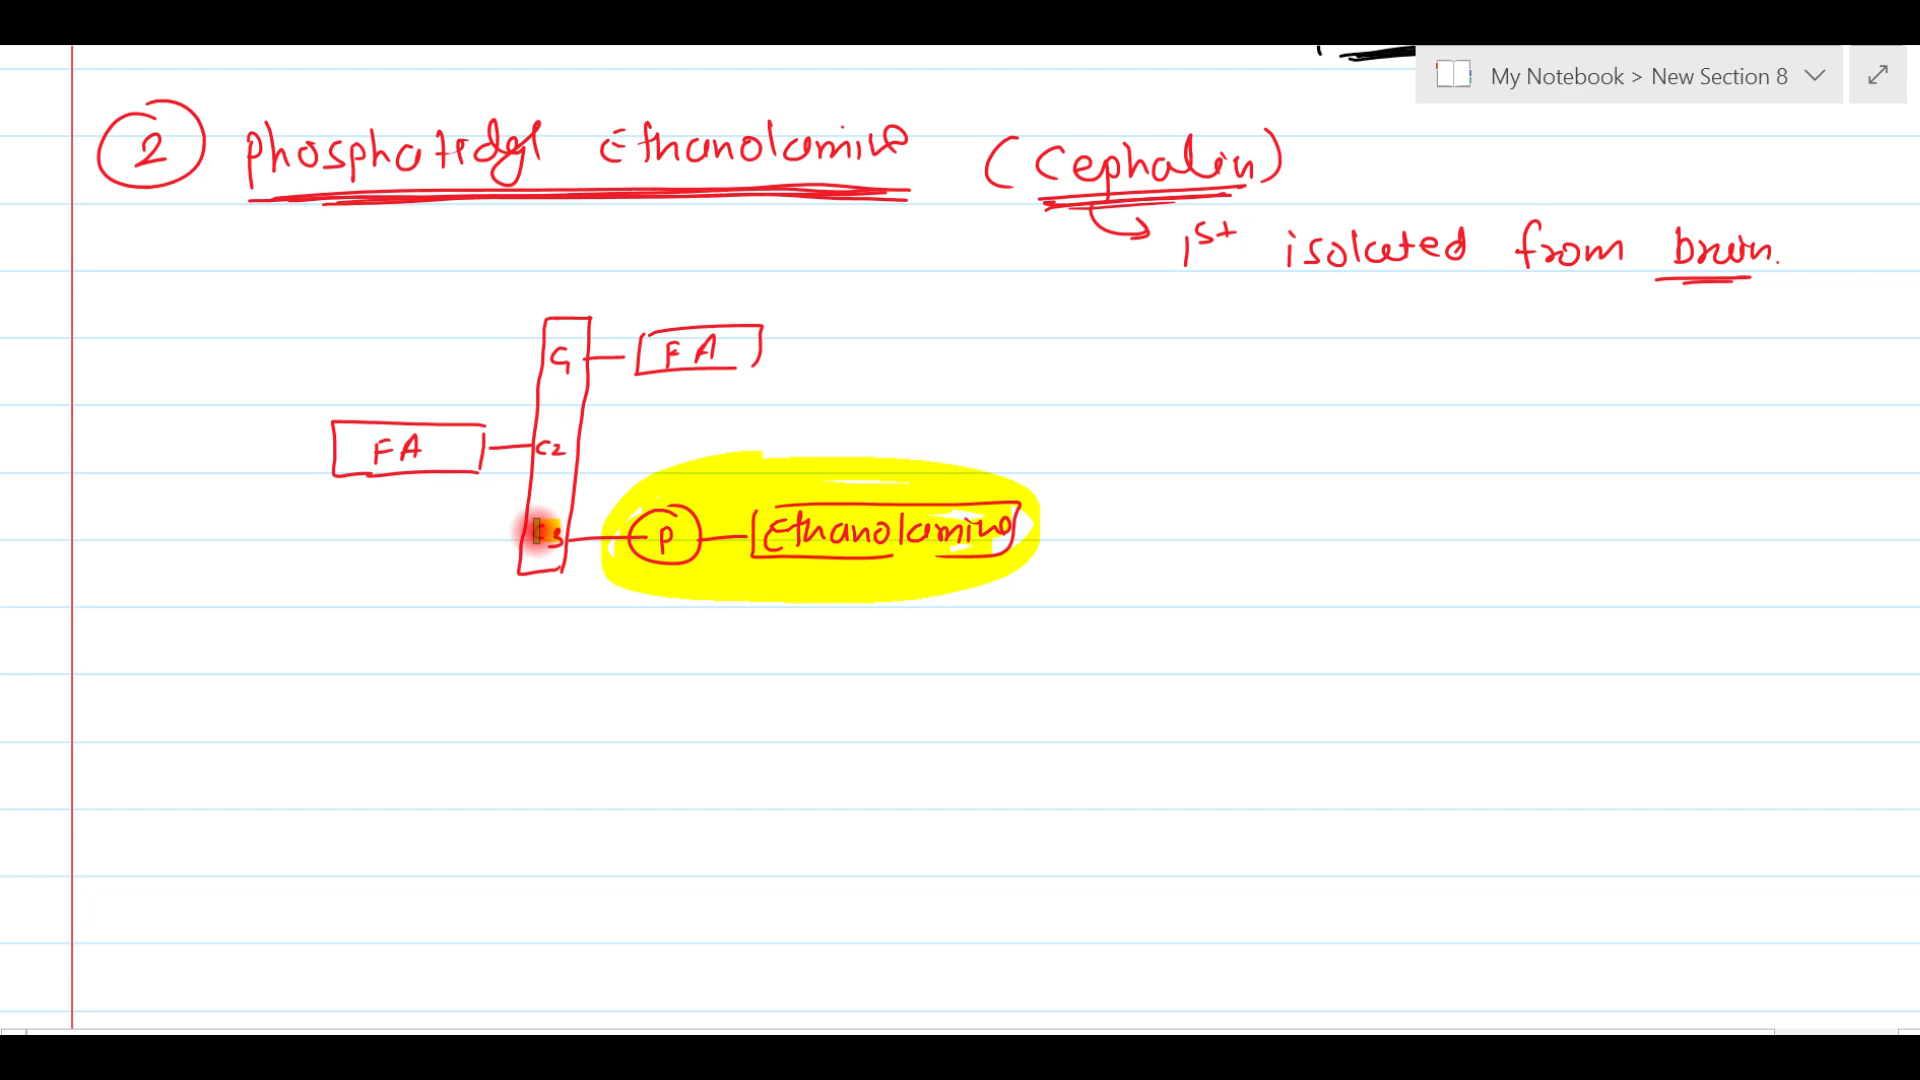 My Notebook > New Section 8
2 Phosphatidyl Ethanolamine (Cephalin)
1st isolated from brain.
C1 FA
FA C2
C3 P Ethanolamine